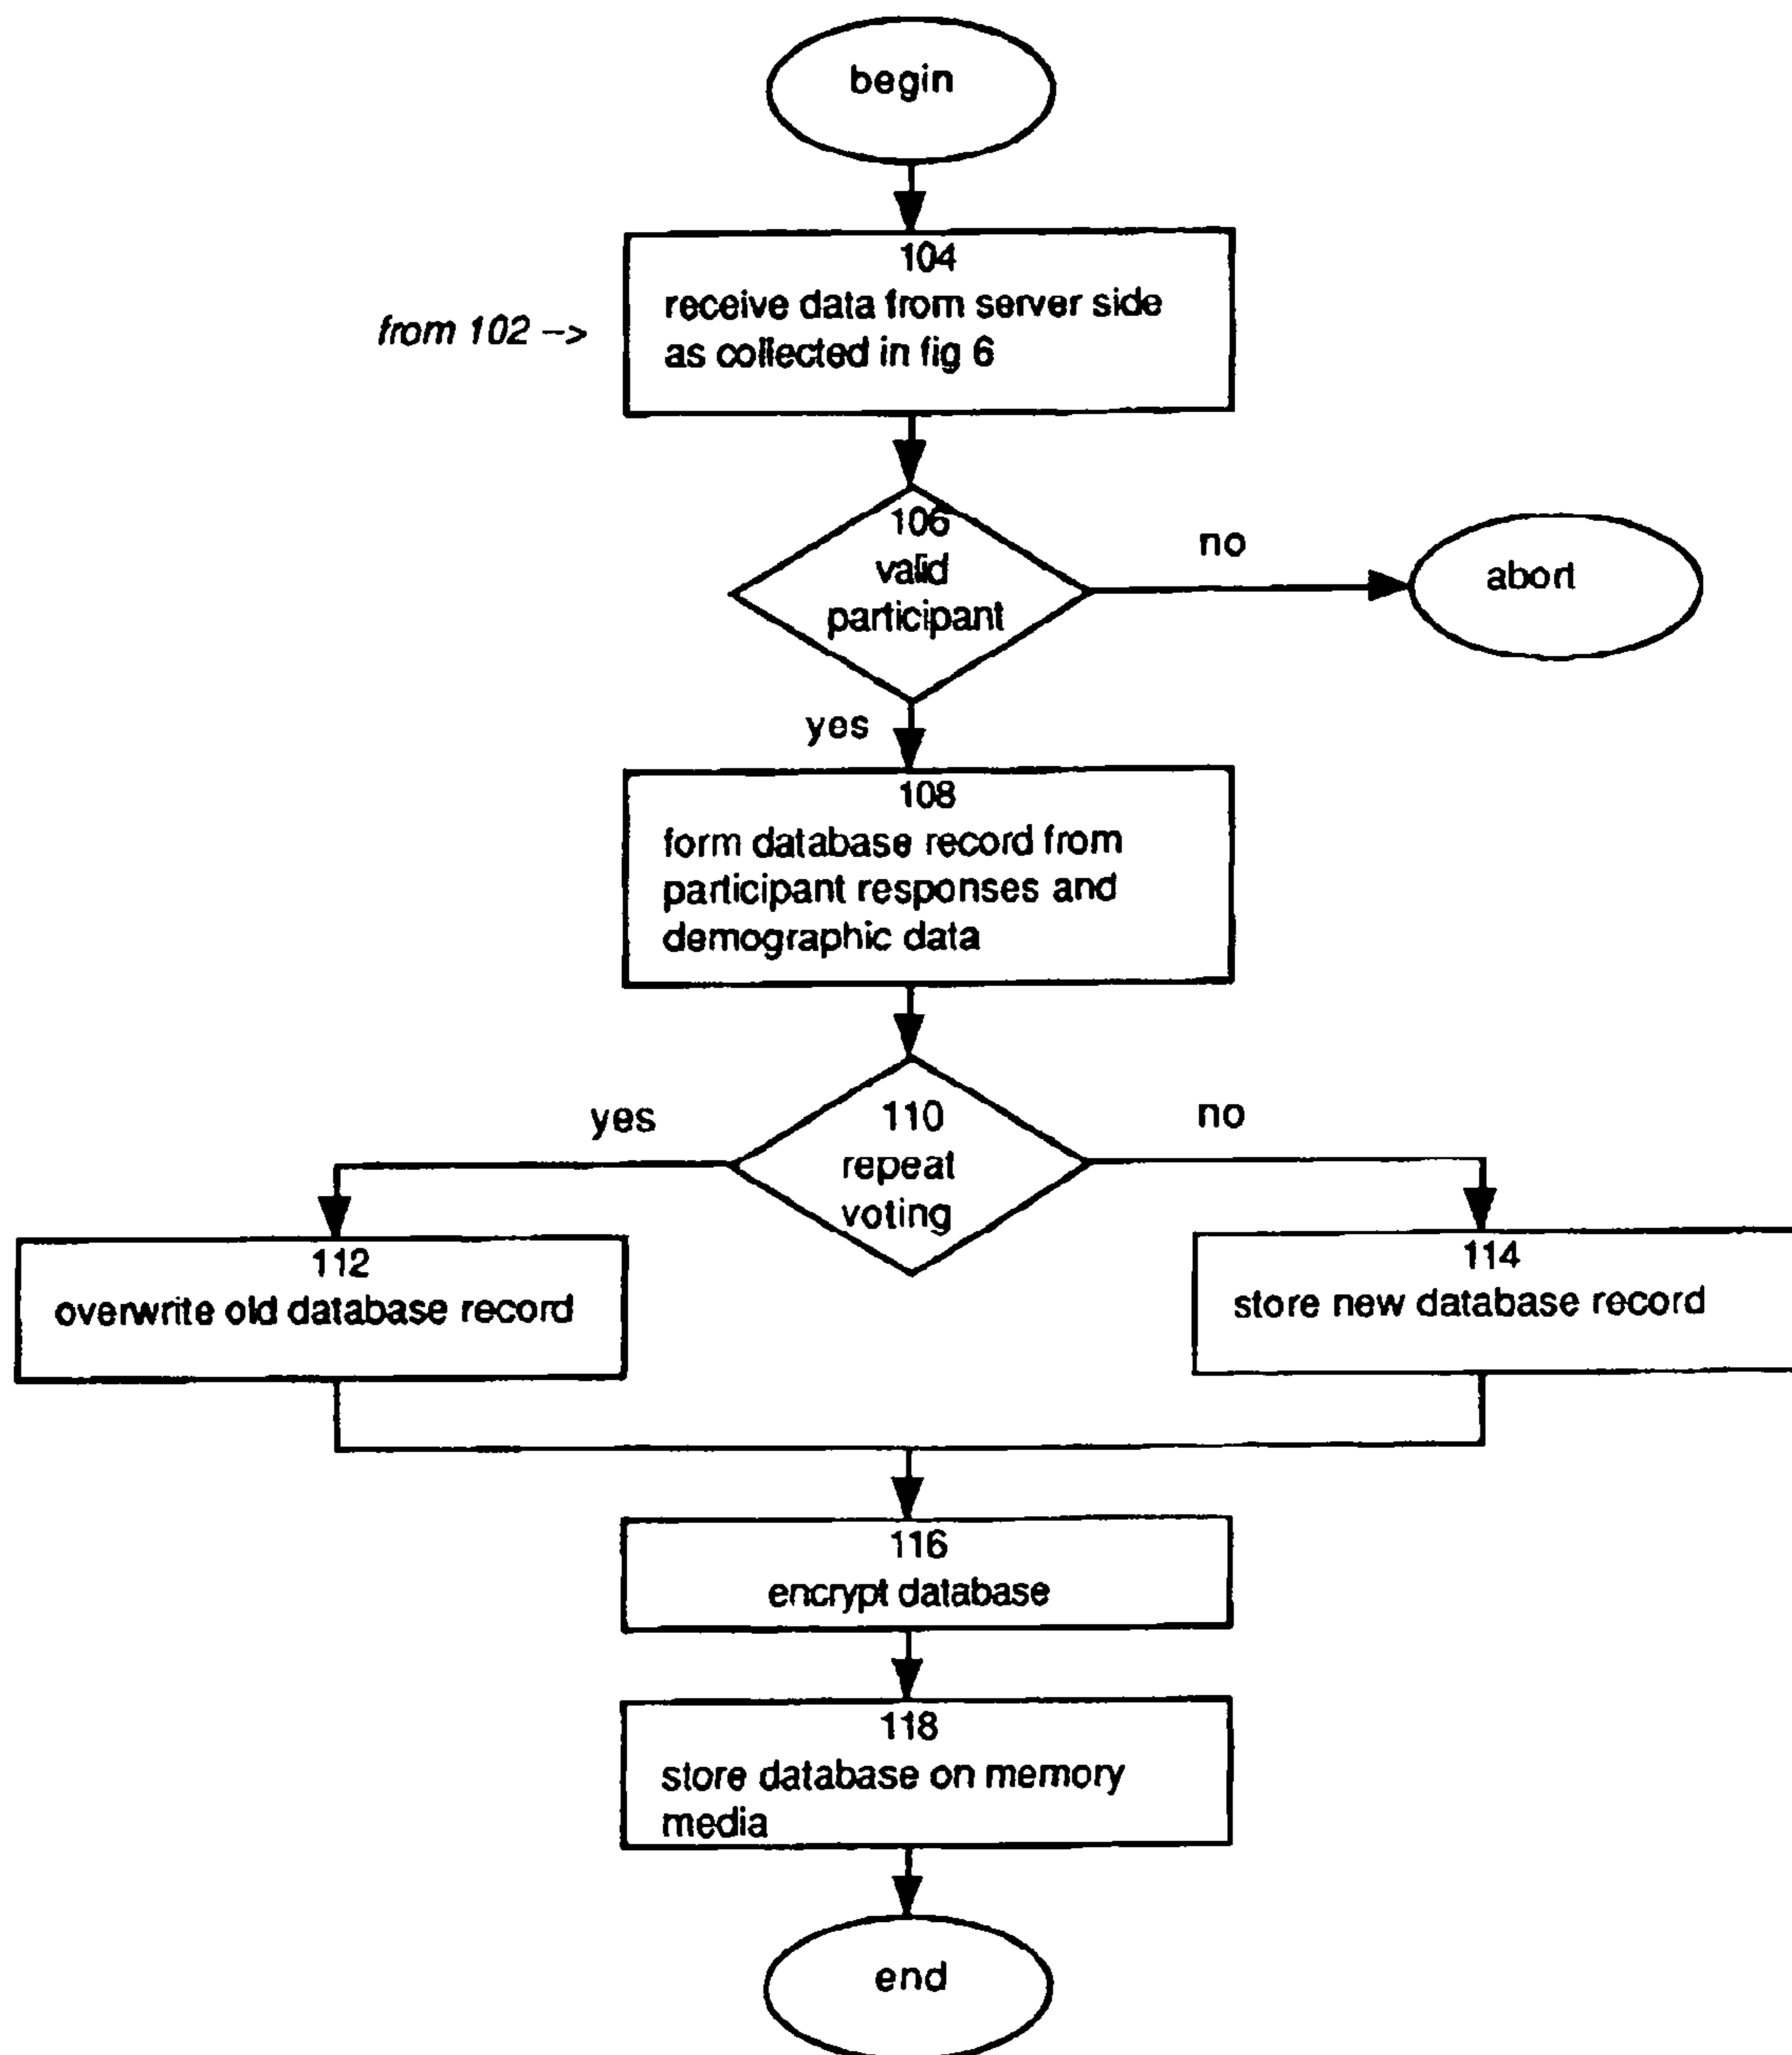 begin
104
receive data from server side
as collected in fig 6
from 102 ->
106
valid
participant
no
abort
yes
108
form database record from
participant responses and
demographic data
yes
110
repeat
voting
no
112
overwrite old database record
114
store new database record
116
encrypt database
118
store database on memory
media
end